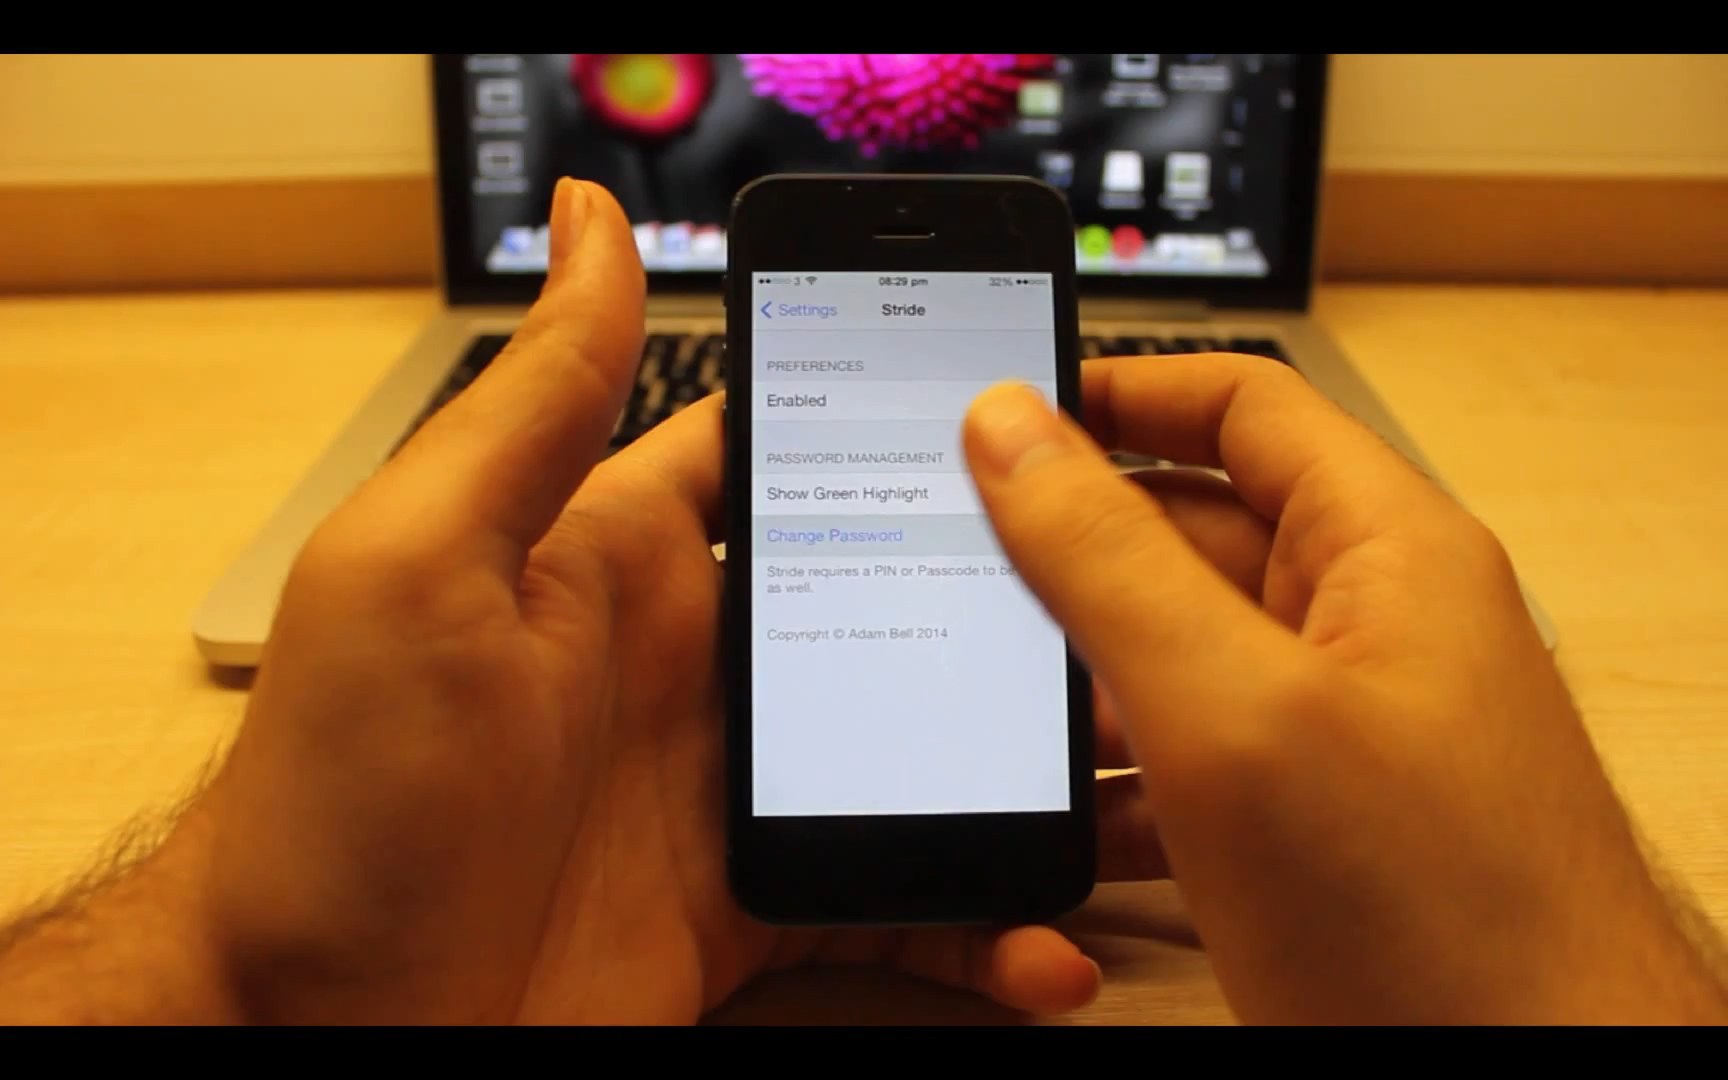 3 08:29 pm 32%
Settings Stride
PREFERENCES
Enabled
PASSWORD MANAGEMENT
Show Green Highlight
Change Password
Stride requires a PIN or Passcode to be
as well.
Copyright © Adam Bell 2014